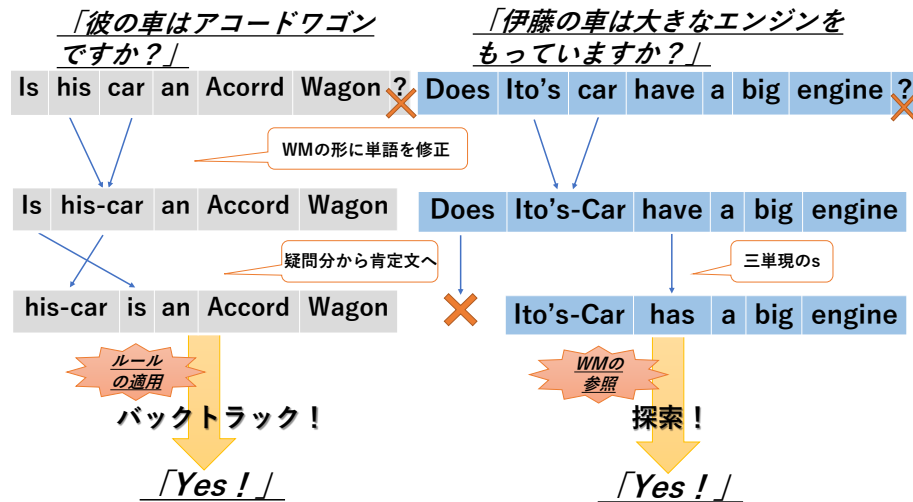 「彼の車はアコードワゴン
ですか？」
Is his car an Acorrd Wagon ?
WMの形に単語を修正
Is his-car an Accord Wagon
疑問分から肯定文へ
his-car is an Accord Wagon
ルール
の適用
バックトラック！
「Yes！」
「伊藤の車は大きなエンジンを
もっていますか？」
Does Ito’s car have a big engine ?
Does Ito’s-Car have a big engine
三単現のs
Ito’s-Car has a big engine
WMの
参照
探索！
「Yes！」